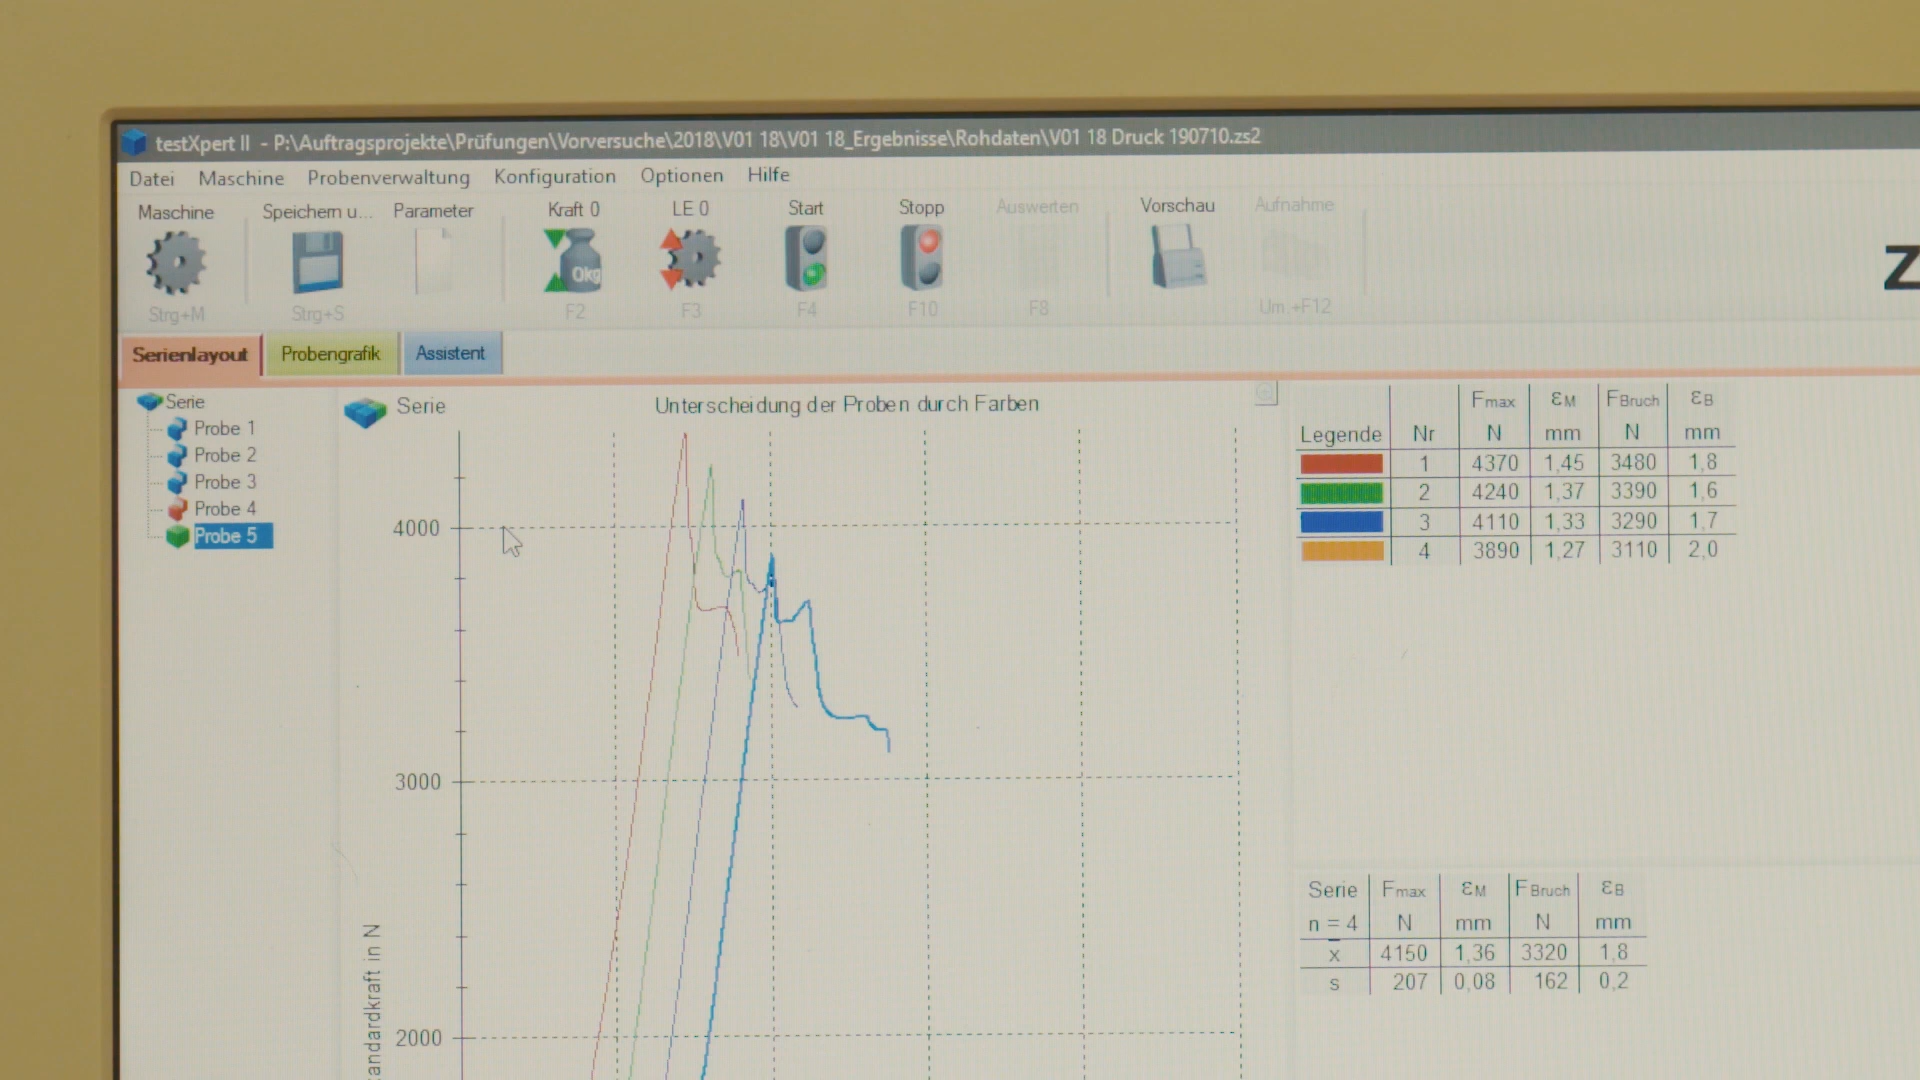 testXpert II - P:\Auftragsprojekte\Prüfungen\Vorversuche\2018\V01 18\V01 18_Ergebnisse\Rohdaten\V01 18 Druck 190710.zs2
Datei Maschine Probenverwaltung Konfiguration Optionen Hilfe
Maschine Speichern u... Parameter Kraft 0 LE 0 Start Stopp Auswerten Vorschau Aufnahme
0kg
Strg+M Strg+S F2 F3 F4 F10 F8 Um.+F12
Z
Serienlayout Probengrafik Assistent
Serie
Probe 1
Probe 2
Probe 3
Probe 4
Probe 5
Serie Unterscheidung der Proben durch Farben
4000
3000
2000
andardkraft in N
Fmax εM FBruch εB
Legende Nr N mm N mm
1 4370 1,45 3480 1,8
2 4240 1,37 3390 1,6
3 4110 1,33 3290 1,7
4 3890 1,27 3110 2,0
Serie Fmax εM FBruch εB
n = 4 N mm N mm
x̄ 4150 1,36 3320 1,8
s 207 0,08 162 0,2